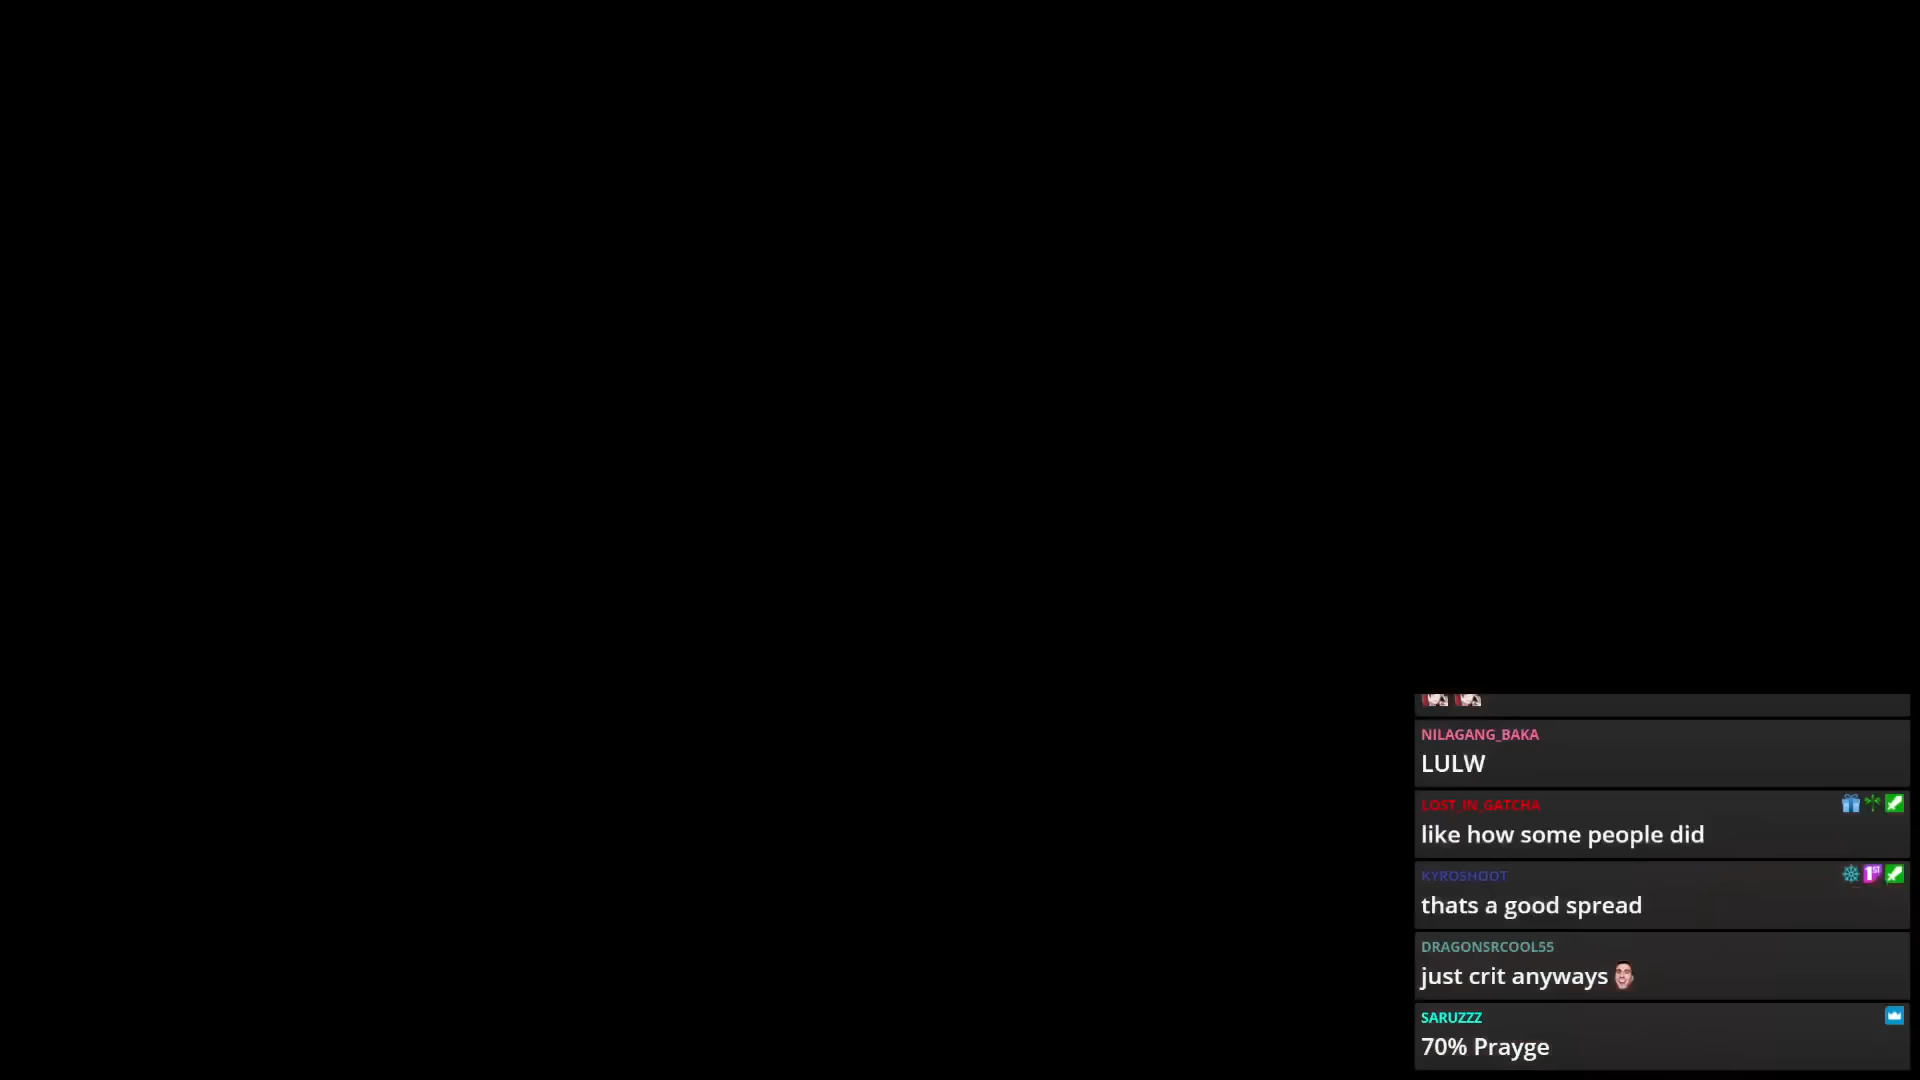 NILAGANG_BAKA
LULW
LOST_IN_GATCHA
like how some people did
KYROSHOOT
thats a good spread
DRAGONSRCOOL55
just crit anyways
SARUZZZ
70% Prayge